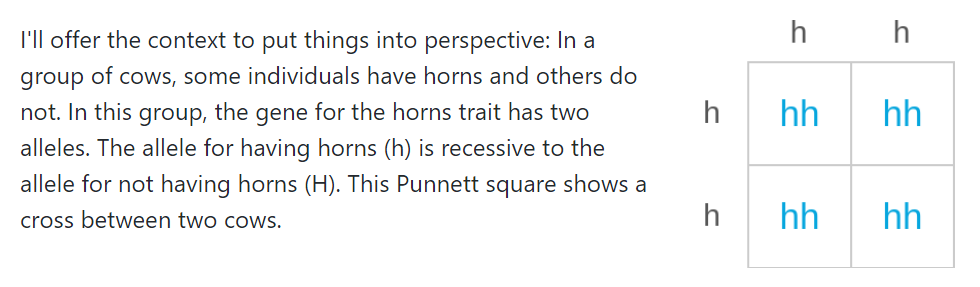 I'll offer the context to put things into perspective: In a
group of cows, some individuals have horns and others do
not. In this group, the gene for the horns trait has two
alleles. The allele for having horns (h) is recessive to the
allele for not having horns (H). This Punnett square shows a
cross between two cows.
h h
h hh hh
h hh hh